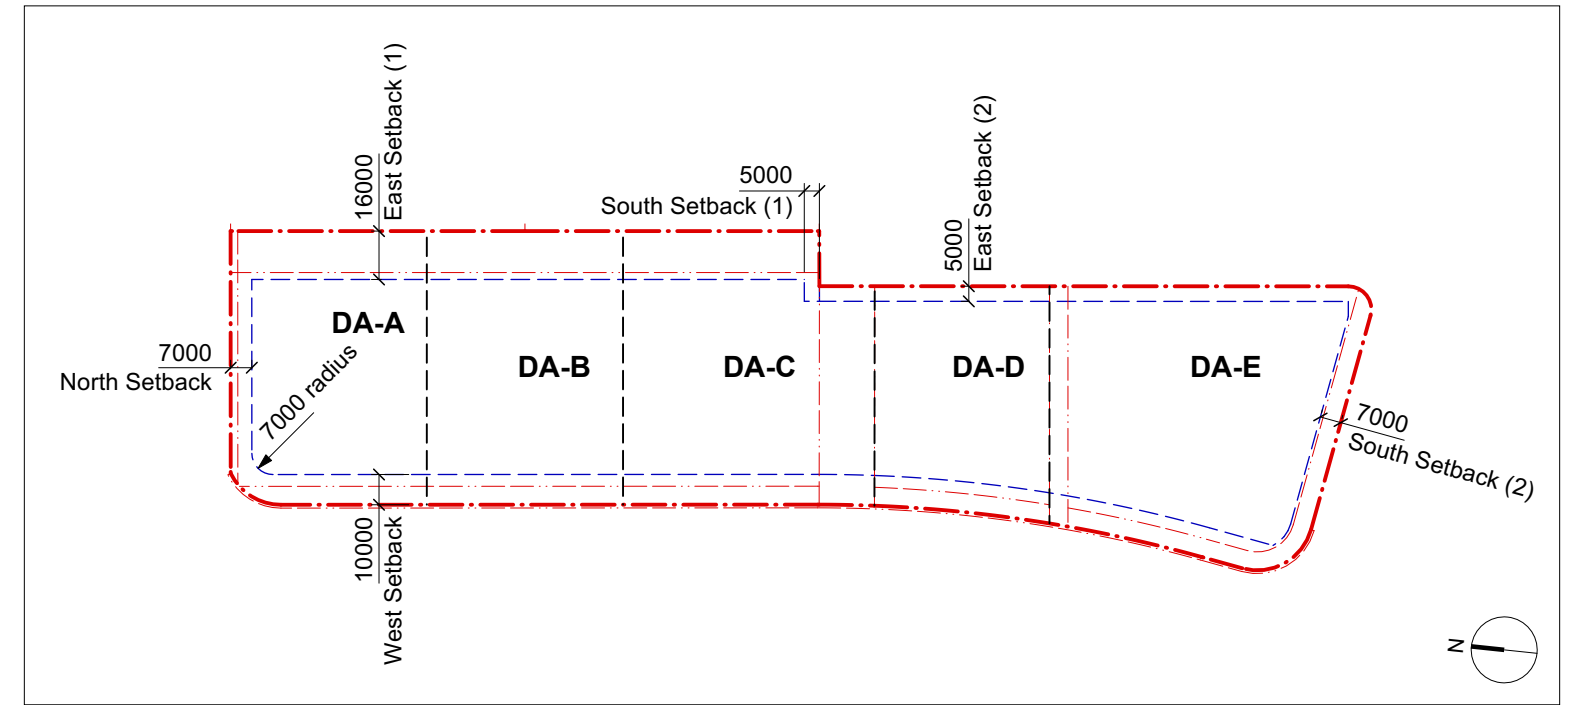 16000
East Setback (1)
5000
South Setback (1)
5000
East Setback (2)
DA-A
DA-B
DA-C
DA-D
DA-E
7000
North Setback
7000 radius
7000
South Setback (2)
10000
West Setback
N